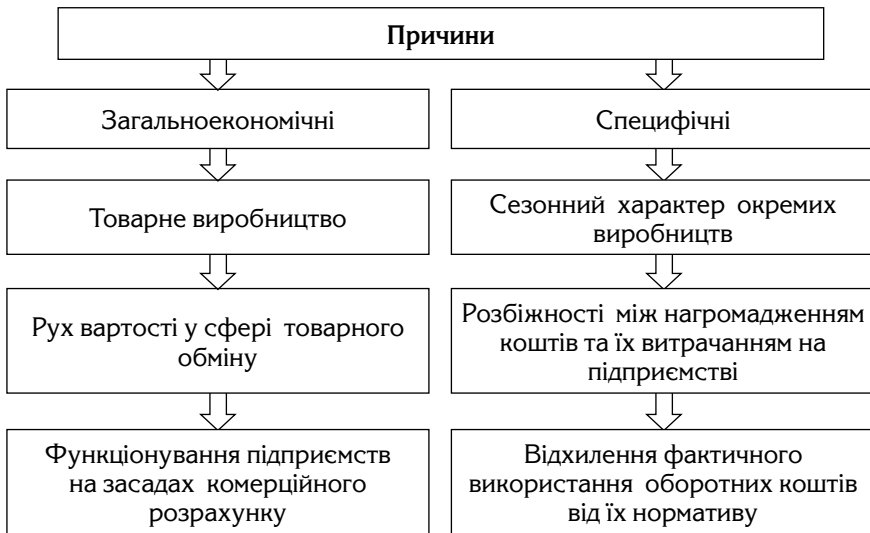 Причини
Загальноекономічні
Товарне виробництво
Рух вартості у сфері товарного
обміну
Функціонування підприємств
на засадах комерційного
розрахунку
Специфічні
Сезонний характер окремих
виробництв
Розбіжності між нагромадженням
коштів та їх витрачанням на
підприємстві
Відхилення фактичного
використання оборотних коштів
від їх нормативу